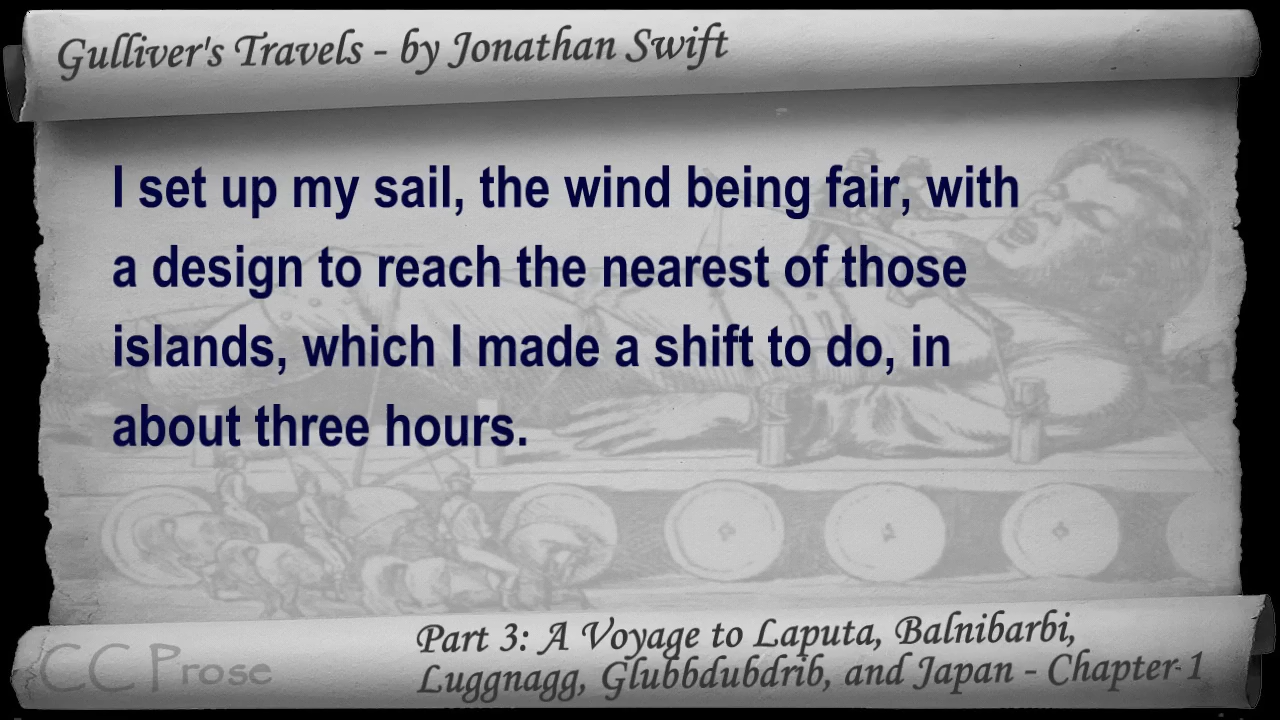 Gulliver's Travels - by Jonathan Swift
I set up my sail, the wind being fair, with
a design to reach the nearest of those
islands, which I made a shift to do, in
about three hours.
Part 3: A Voyage to Laputa, Balnibarbi,
Luggnagg, Glubbdubdrib, and Japan - Chapter 1
CC Prose